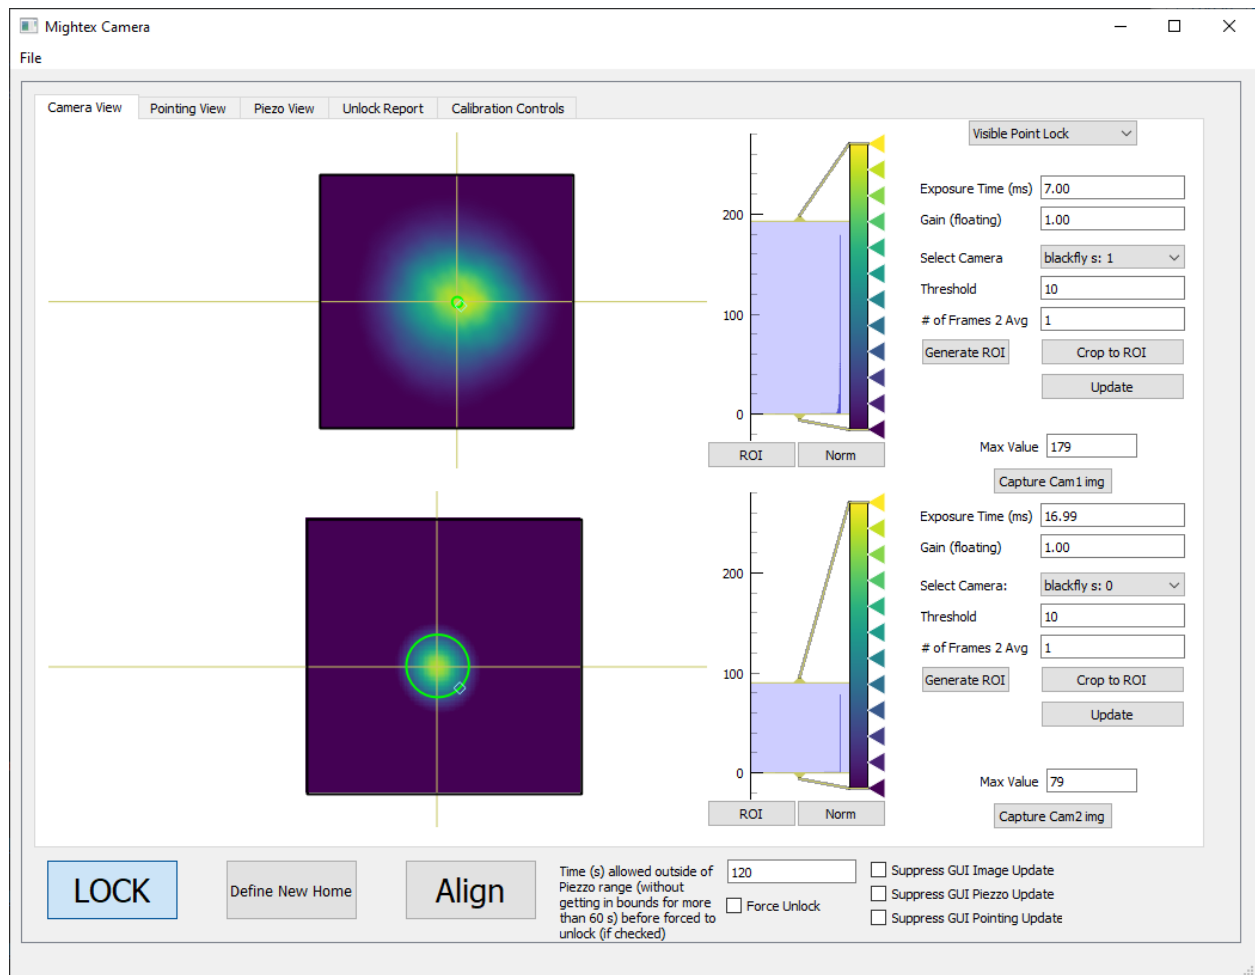 Mightex Camera
File
Camera View
Pointing View
Piezo View
Unlock Report
Calibration Controls
200
100
0
ROI
Norm
Visible Point Lock
Exposure Time (ms) 7.00
Gain (floating) 1.00
Select Camera blackfly s: 1
Threshold 10
# of Frames 2 Avg 1
Generate ROI
Crop to ROI
Update
Max Value 179
Capture Cam1 img
200
100
0
ROI
Norm
Exposure Time (ms) 16.99
Gain (floating) 1.00
Select Camera: blackfly s: 0
Threshold 10
# of Frames 2 Avg 1
Generate ROI
Crop to ROI
Update
Max Value 79
Capture Cam2 img
LOCK
Define New Home
Align
Time (s) allowed outside of
Piezzo range (without
getting in bounds for more
than 60 s) before forced to
unlock (if checked)
120
Force Unlock
Suppress GUI Image Update
Suppress GUI Piezzo Update
Suppress GUI Pointing Update